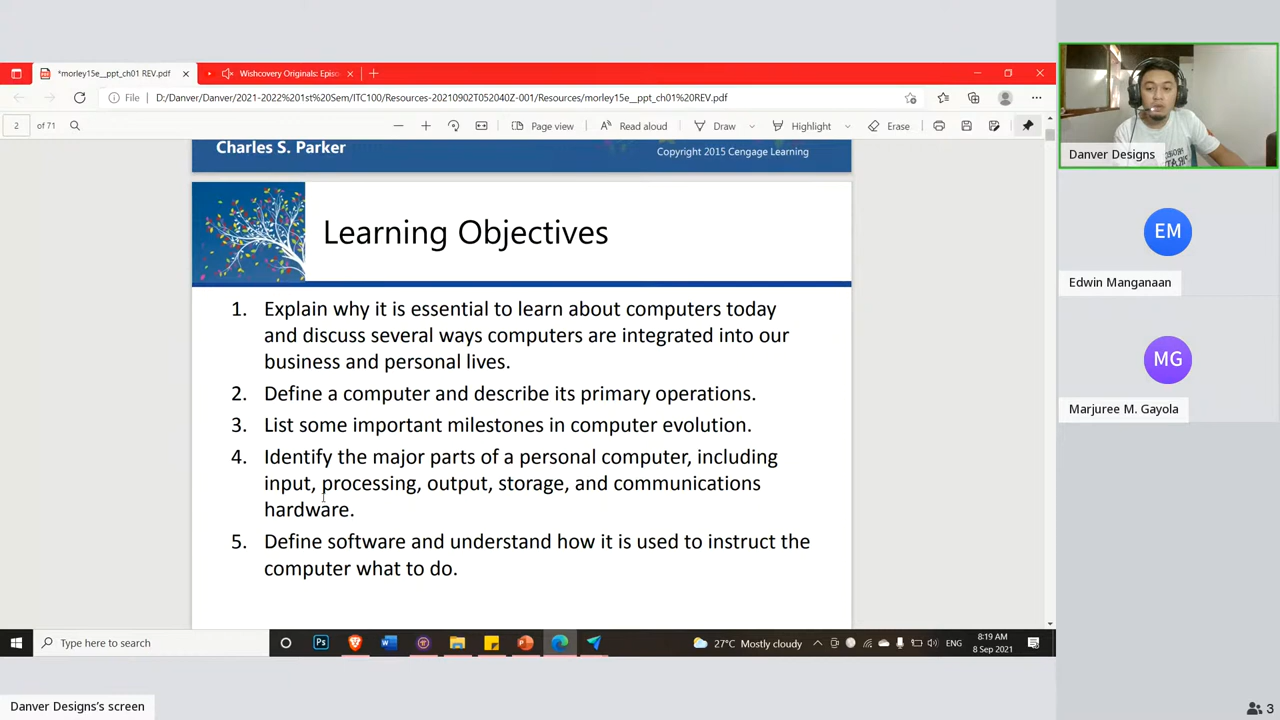 *morley15e__ppt_ch01 REV.pdf
Wishcovery Originals: Episo
File
D:/Danver/Danver/2021-2022%201st%20Sem/ITC100/Resources-20210902T052040Z-001/Resources/morley15e__ppt_ch01%20REV.pdf
2 of 71
Page view
Read aloud
Draw
Highlight
Erase
Charles S. Parker
Copyright 2015 Cengage Learning
Learning Objectives
1. Explain why it is essential to learn about computers today
and discuss several ways computers are integrated into our
business and personal lives.
2. Define a computer and describe its primary operations.
3. List some important milestones in computer evolution.
4. Identify the major parts of a personal computer, including
input, processing, output, storage, and communications
hardware.
5. Define software and understand how it is used to instruct the
computer what to do.
Type here to search
Ps
27°C Mostly cloudy
ENG
8:19 AM
8 Sep 2021
Danver Designs's screen
Danver Designs
EM
Edwin Manganaan
MG
Marjuree M. Gayola
3